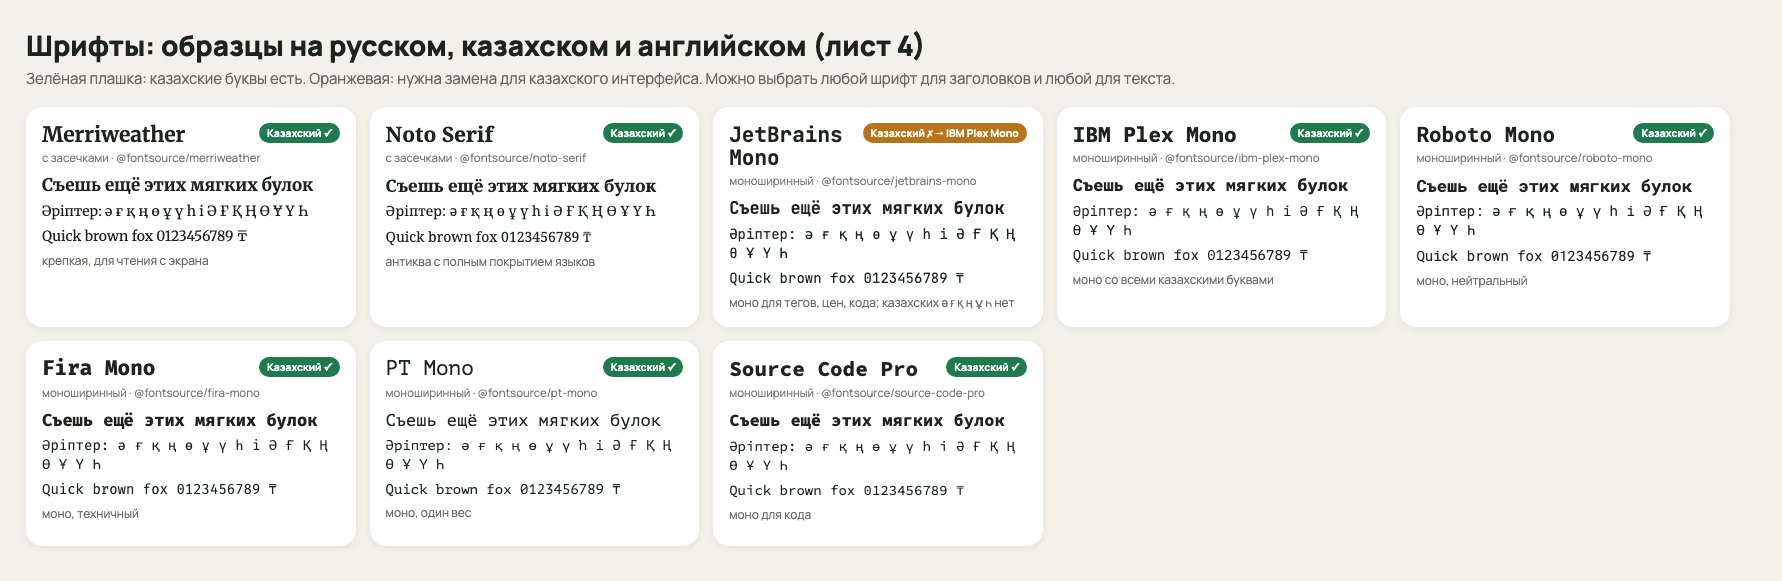 Шрифты: образцы на русском, казахском и английском (лист 4)
Зелёная плашка: казахские буквы есть. Оранжевая: нужна замена для казахского интерфейса. Можно выбрать любой шрифт для заголовков и любой для текста.
Merriweather
Казахский ✓
с засечками · @fontsource/merriweather
Съешь ещё этих мягких булок
Әріптер: ә ғ қ ң ө ұ ү һ і Ә Ғ Қ Ң Ө Ұ Ү Һ
Quick brown fox 0123456789 ₸
крепкая, для чтения с экрана
Noto Serif
Казахский ✓
с засечками · @fontsource/noto-serif
Съешь ещё этих мягких булок
Әріптер: ә ғ қ ң ө ұ ү һ і Ә Ғ Қ Ң Ө Ұ Ү Һ
Quick brown fox 0123456789 ₸
антиква с полным покрытием языков
JetBrains
Mono
Казахский ✗ → IBM Plex Mono
моноширинный · @fontsource/jetbrains-mono
Съешь ещё этих мягких булок
Әріптер: ә ғ қ ң ө ұ ү һ і Ә Ғ Қ Ң
Ө Ұ Ү Һ
Quick brown fox 0123456789 ₸
моно для тегов, цен, кода; казахских ә ғ қ ң ұ һ нет
IBM Plex Mono
Казахский ✓
моноширинный · @fontsource/ibm-plex-mono
Съешь ещё этих мягких булок
Әріптер: ә ғ қ ң ө ұ ү һ і Ә Ғ Қ Ң
Ө Ұ Ү Һ
Quick brown fox 0123456789 ₸
моно со всеми казахскими буквами
Roboto Mono
Казахский ✓
моноширинный · @fontsource/roboto-mono
Съешь ещё этих мягких булок
Әріптер: ә ғ қ ң ө ұ ү һ і Ә Ғ Қ Ң
Ө Ұ Ү Һ
Quick brown fox 0123456789 ₸
моно, нейтральный
Fira Mono
Казахский ✓
моноширинный · @fontsource/fira-mono
Съешь ещё этих мягких булок
Әріптер: ә ғ қ ң ө ұ ү һ і Ә Ғ Қ Ң
Ө Ұ Ү Һ
Quick brown fox 0123456789 ₸
моно, техничный
PT Mono
Казахский ✓
моноширинный · @fontsource/pt-mono
Съешь ещё этих мягких булок
Әріптер: ә ғ қ ң ө ұ ү һ і Ә Ғ Қ Ң
Ө Ұ Ү Һ
Quick brown fox 0123456789 ₸
моно, один вес
Source Code Pro
Казахский ✓
моноширинный · @fontsource/source-code-pro
Съешь ещё этих мягких булок
Әріптер: ә ғ қ ң ө ұ ү һ і Ә Ғ Қ Ң
Ө Ұ Ү Һ
Quick brown fox 0123456789 ₸
моно для кода